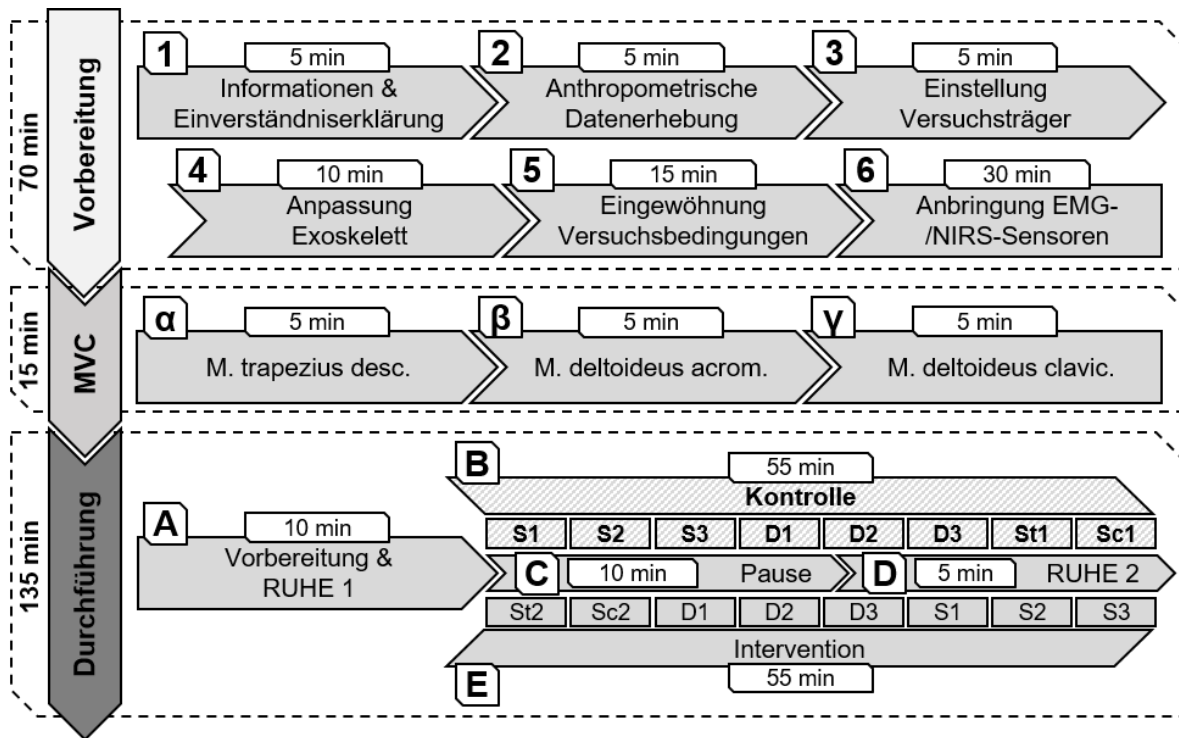 70 min
Vorbereitung
1
5 min
Informationen &
Einverständniserklärung
2
5 min
Anthropometrische
Datenerhebung
3
5 min
Einstellung
Versuchsträger
4
10 min
Anpassung
Exoskelett
5
15 min
Eingewöhnung
Versuchsbedingungen
6
30 min
Anbringung EMG-
/NIRS-Sensoren
15 min
MVC
α
5 min
M. trapezius desc.
β
5 min
M. deltoideus acrom.
γ
5 min
M. deltoideus clavic.
135 min
Durchführung
A
10 min
Vorbereitung &
RUHE 1
B
55 min
Kontrolle
S1 S2 S3 D1 D2 D3 St1 Sc1
C
10 min
Pause
D
5 min
RUHE 2
St2 Sc2 D1 D2 D3 S1 S2 S3
Intervention
E
55 min